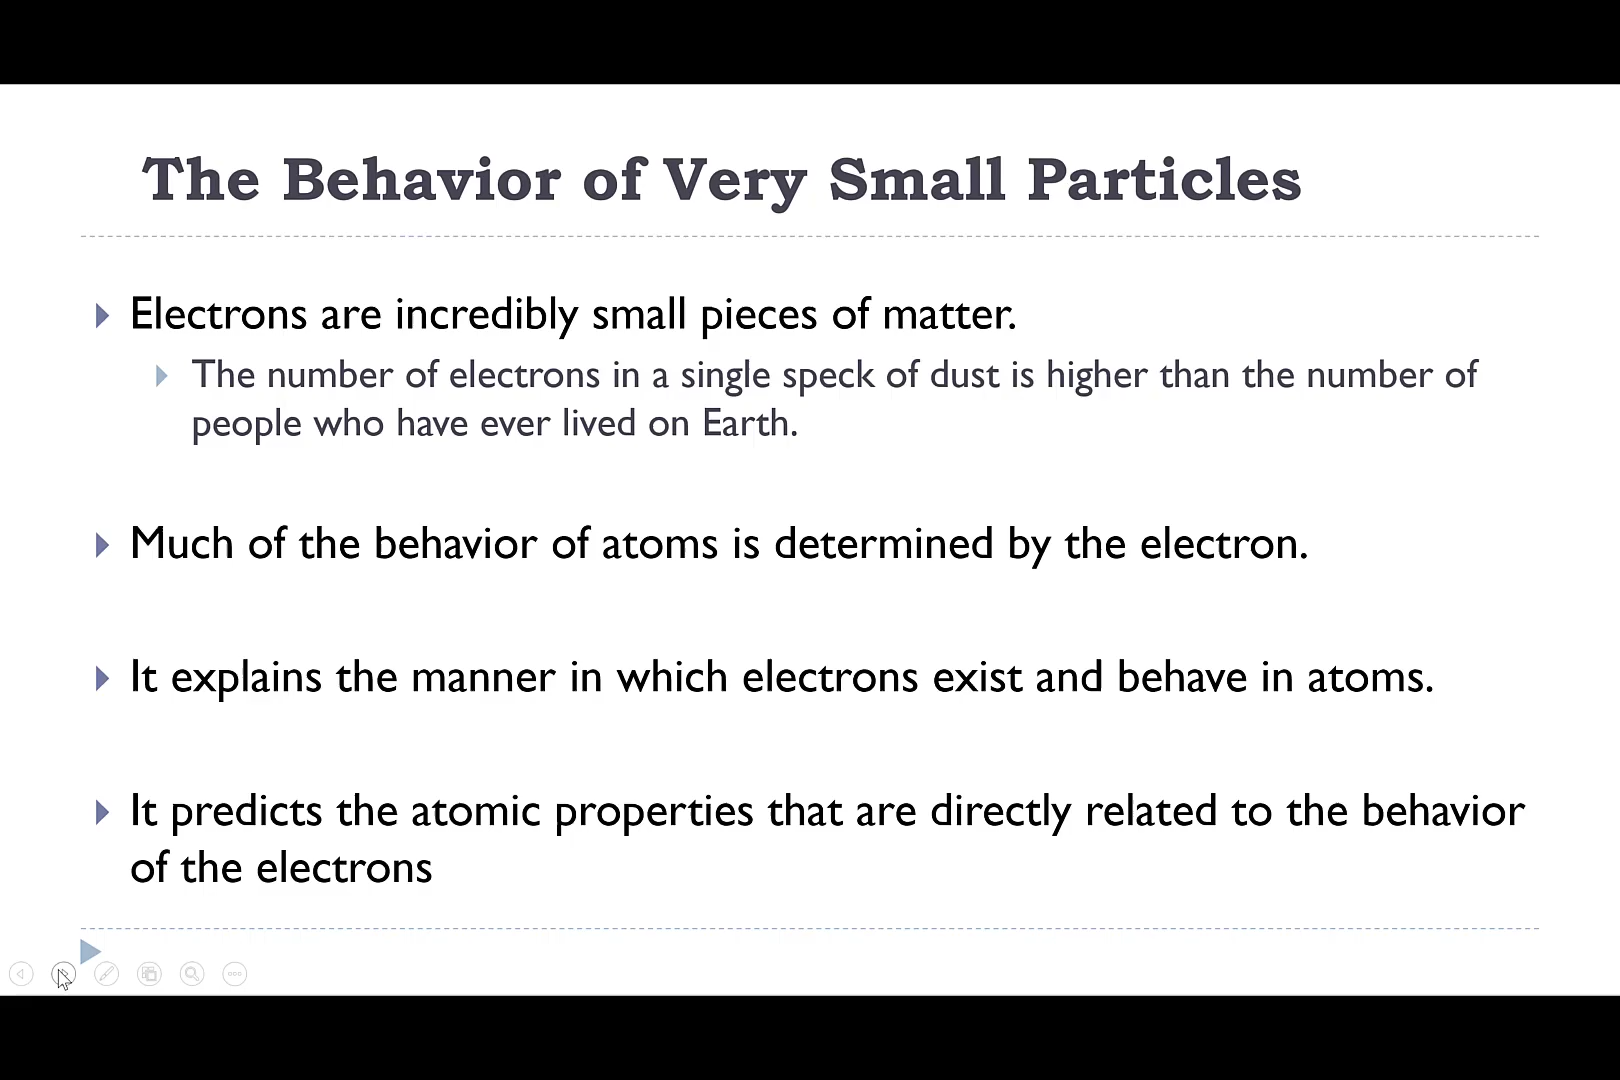 The Behavior of Very Small Particles
Electrons are incredibly small pieces of matter.
The number of electrons in a single speck of dust is higher than the number of
people who have ever lived on Earth.
Much of the behavior of atoms is determined by the electron.
It explains the manner in which electrons exist and behave in atoms.
It predicts the atomic properties that are directly related to the behavior
of the electrons